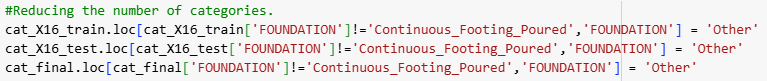 #Reducing the number of categories.
cat_X16_train.loc[cat_X16_train['FOUNDATION']!='Continuous_Footing_Poured','FOUNDATION'] = 'Other'
cat_X16_test.loc[cat_X16_test['FOUNDATION']!='Continuous_Footing_Poured','FOUNDATION'] = 'Other'
cat_final.loc[cat_final['FOUNDATION']!='Continuous_Footing_Poured','FOUNDATION'] = 'Other'